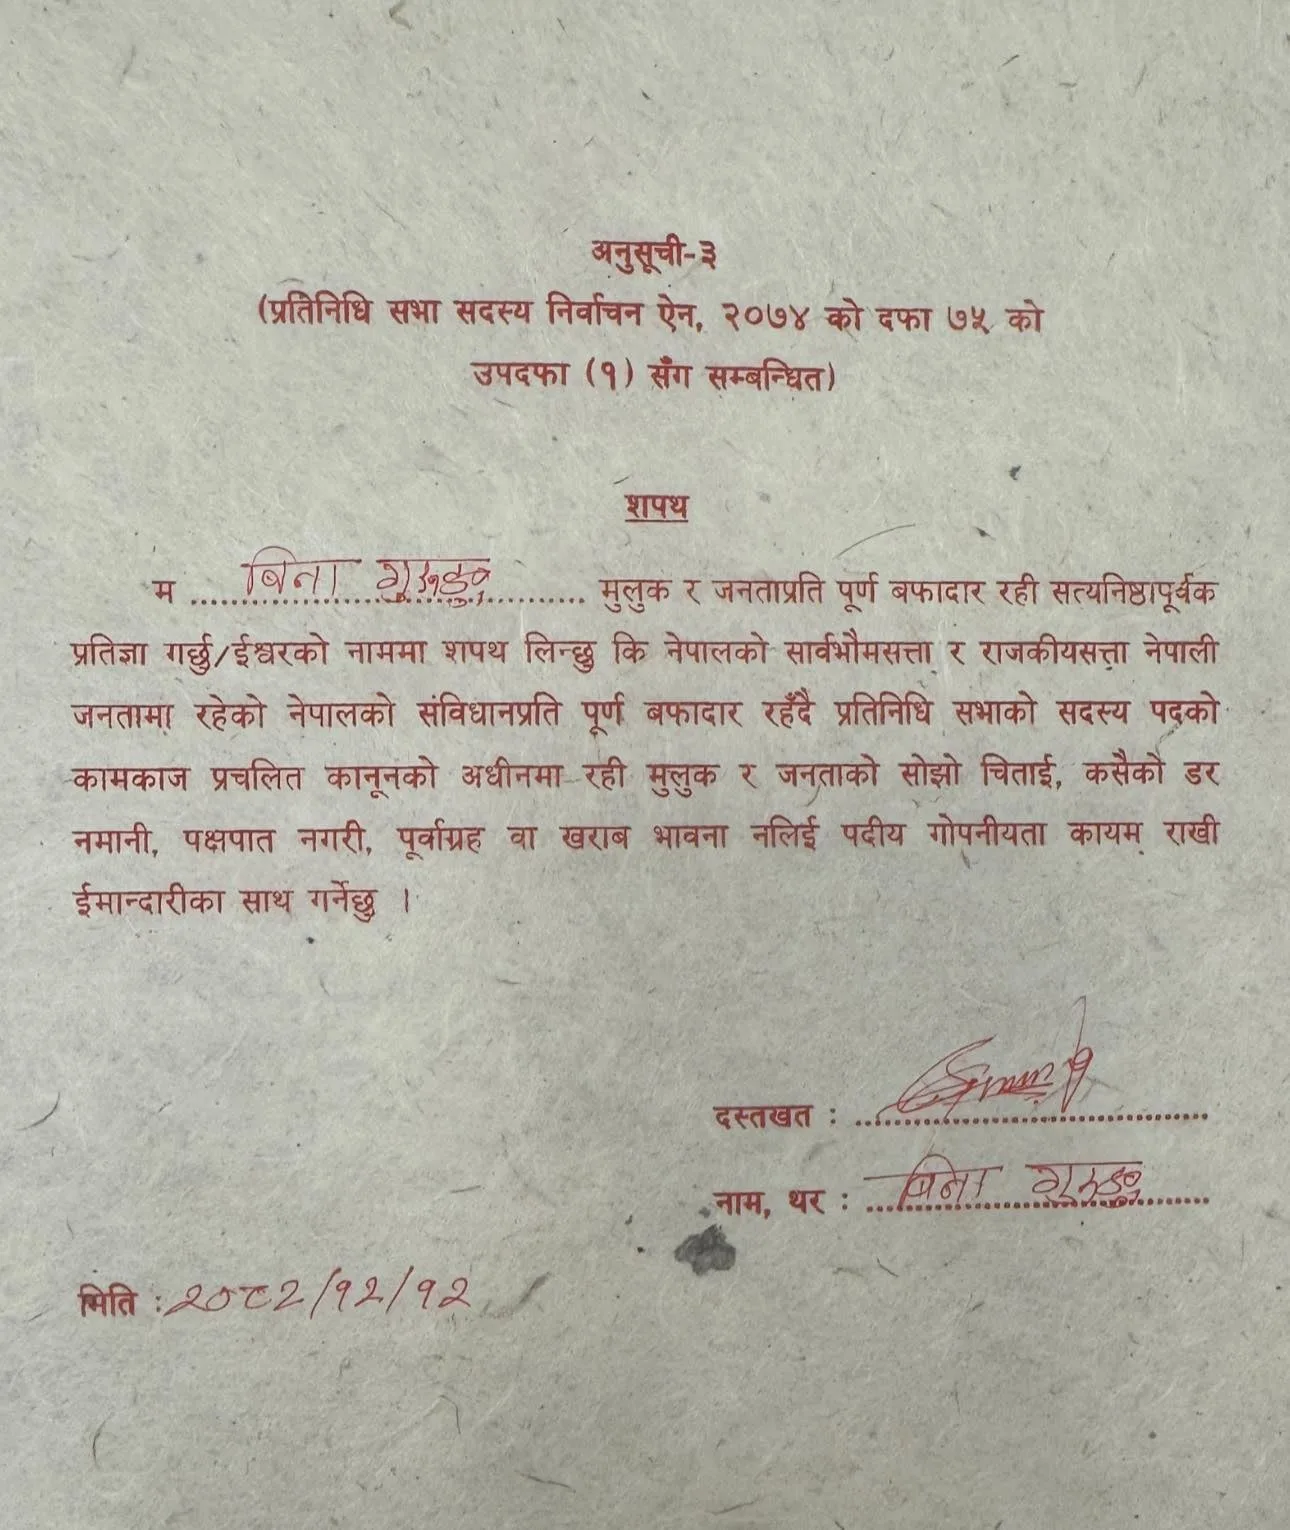 अनुसूची-३
(प्रतिनिधि सभा सदस्य निर्वाचन ऐन, २०७४ को दफा ७५ को
उपदफा (१) सँग सम्बन्धित)
शपथ
म बिना गुरुङ मुलुक र जनताप्रति पूर्ण बफादार रही सत्यनिष्ठापूर्वक
प्रतिज्ञा गर्छु/ईश्वरको नाममा शपथ लिन्छु कि नेपालको सार्वभौमसत्ता र राजकीयसत्ता नेपाली
जनतामा रहेको नेपालको संविधानप्रति पूर्ण बफादार रहँदै प्रतिनिधि सभाको सदस्य पदको
कामकाज प्रचलित कानूनको अधीनमा रही मुलुक र जनताको सोझो चिताई, कसैको डर
नमानी, पक्षपात नगरी, पूर्वाग्रह वा खराब भावना नलिई पदीय गोपनीयता कायम राखी
ईमान्दारीका साथ गर्नेछु ।
दस्तखत :
नाम, थर : बिना गुरुङ
मिति : २०८२/१२/१२